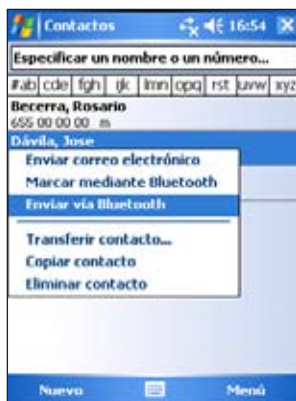 Contactos 16:54
Especificar un nombre o un número...
#ab cde fgh ijk lmn opq rst uvw xyz
Becerra, Rosario
655 00 00 00 m
Dávila, Jose
Enviar correo electrónico
Marcar mediante Bluetooth
Enviar vía Bluetooth
Transferir contacto...
Copiar contacto
Eliminar contacto
Nuevo Menú